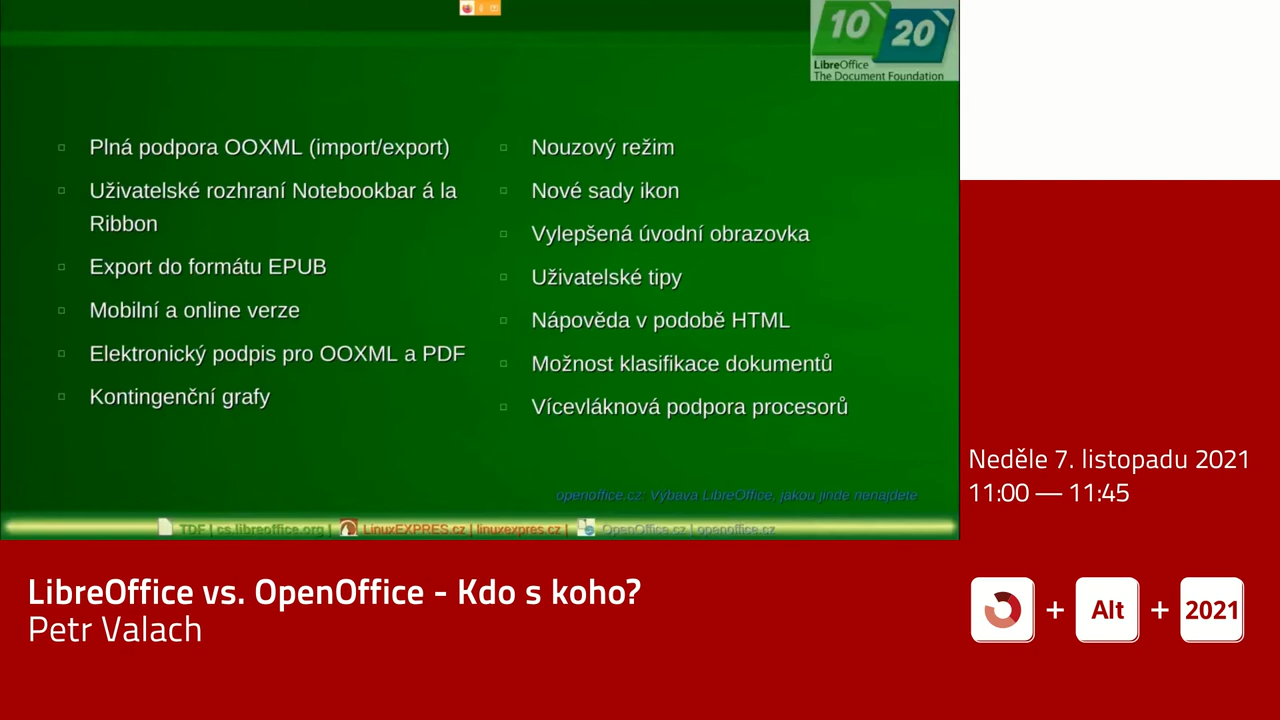 10 20
LibreOffice
The Document Foundation
Plná podpora OOXML (import/export)
Uživatelské rozhraní Notebookbar á la
Ribbon
Export do formátu EPUB
Mobilní a online verze
Elektronický podpis pro OOXML a PDF
Kontingenční grafy
Nouzový režim
Nové sady ikon
Vylepšená úvodní obrazovka
Uživatelské tipy
Nápověda v podobě HTML
Možnost klasifikace dokumentů
Vícevláknová podpora procesorů
openoffice.cz: Výbava LibreOffice, jakou jinde nenajdete
TDF | cs.libreoffice.org | LinuxEXPRES.cz | linuxexpres.cz | OpenOffice.cz | openoffice.cz
Neděle 7. listopadu 2021
11:00 — 11:45
LibreOffice vs. OpenOffice - Kdo s koho?
Petr Valach
+ Alt + 2021